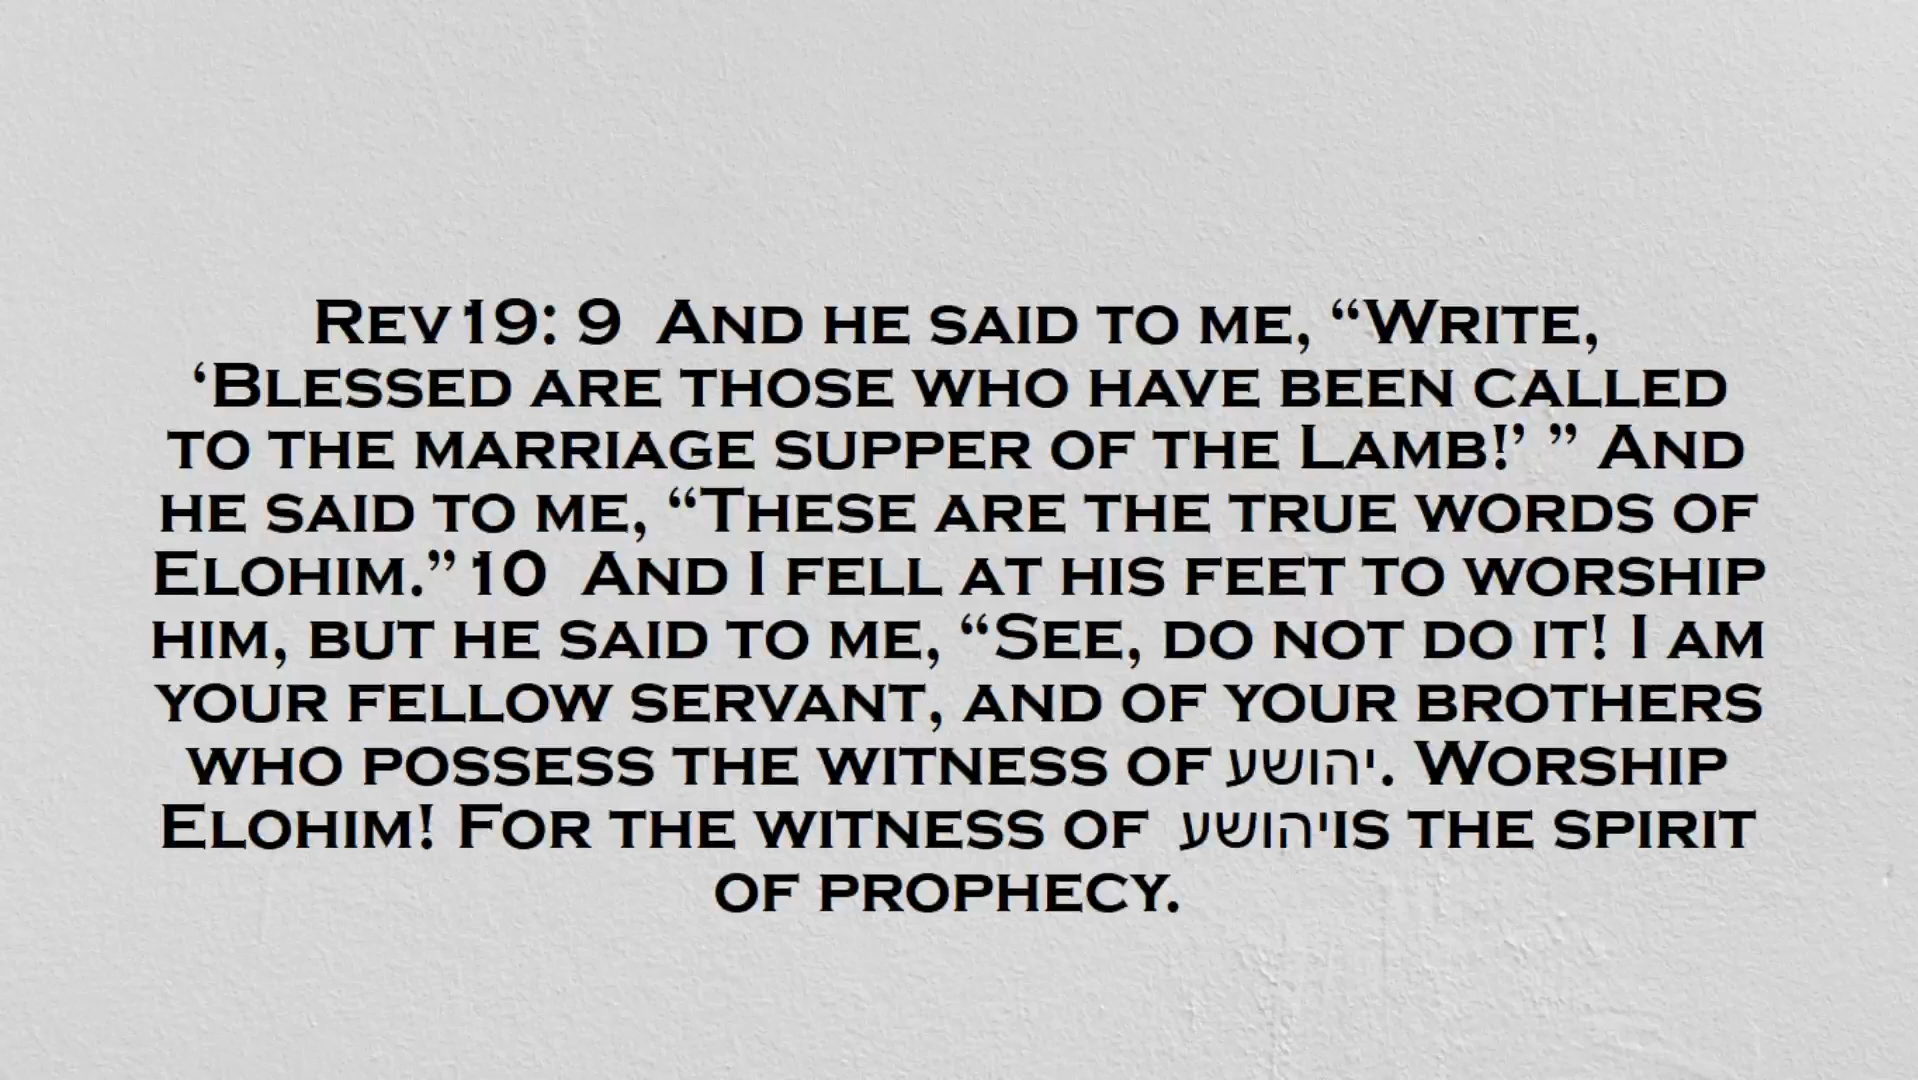 Rev 19: 9 And he said to me, “Write,
‘Blessed are those who have been called
to the marriage supper of the Lamb!’ ” And
he said to me, “These are the true words of
Elohim.” 10 And I fell at his feet to worship
him, but he said to me, “See, do not do it! I am
your fellow servant, and of your brothers
who possess the witness of יהושע. Worship
Elohim! For the witness of יהושע is the spirit
of prophecy.